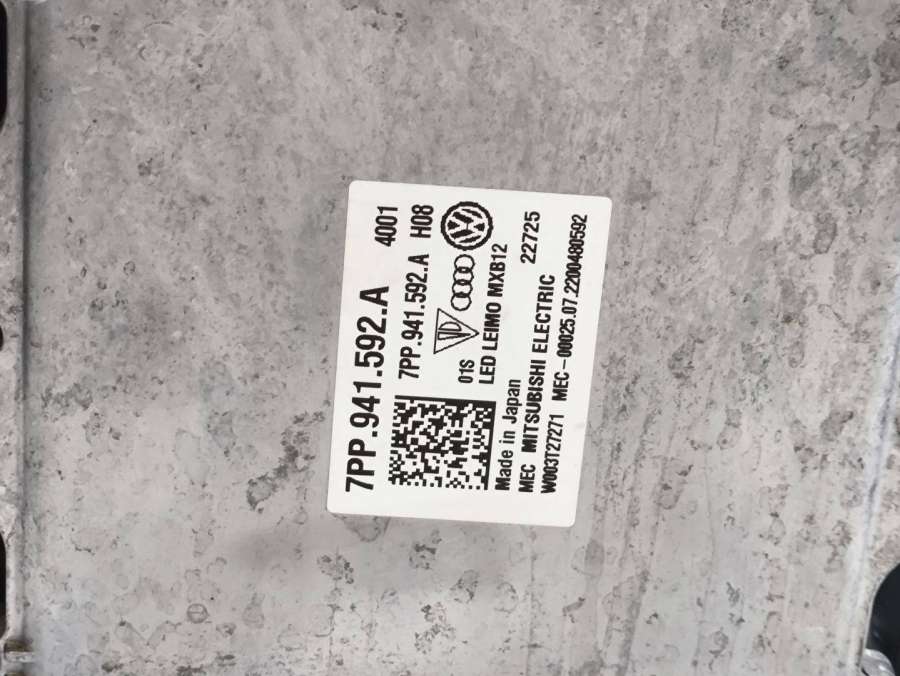 7PP.941.592.A 4001
7PP.941.592.A H08
01S
LED LEIMO MXB12
Made in Japan
MEC MITSUBISHI ELECTRIC 22725
W003T27271 MEC-00025.07.2200480592